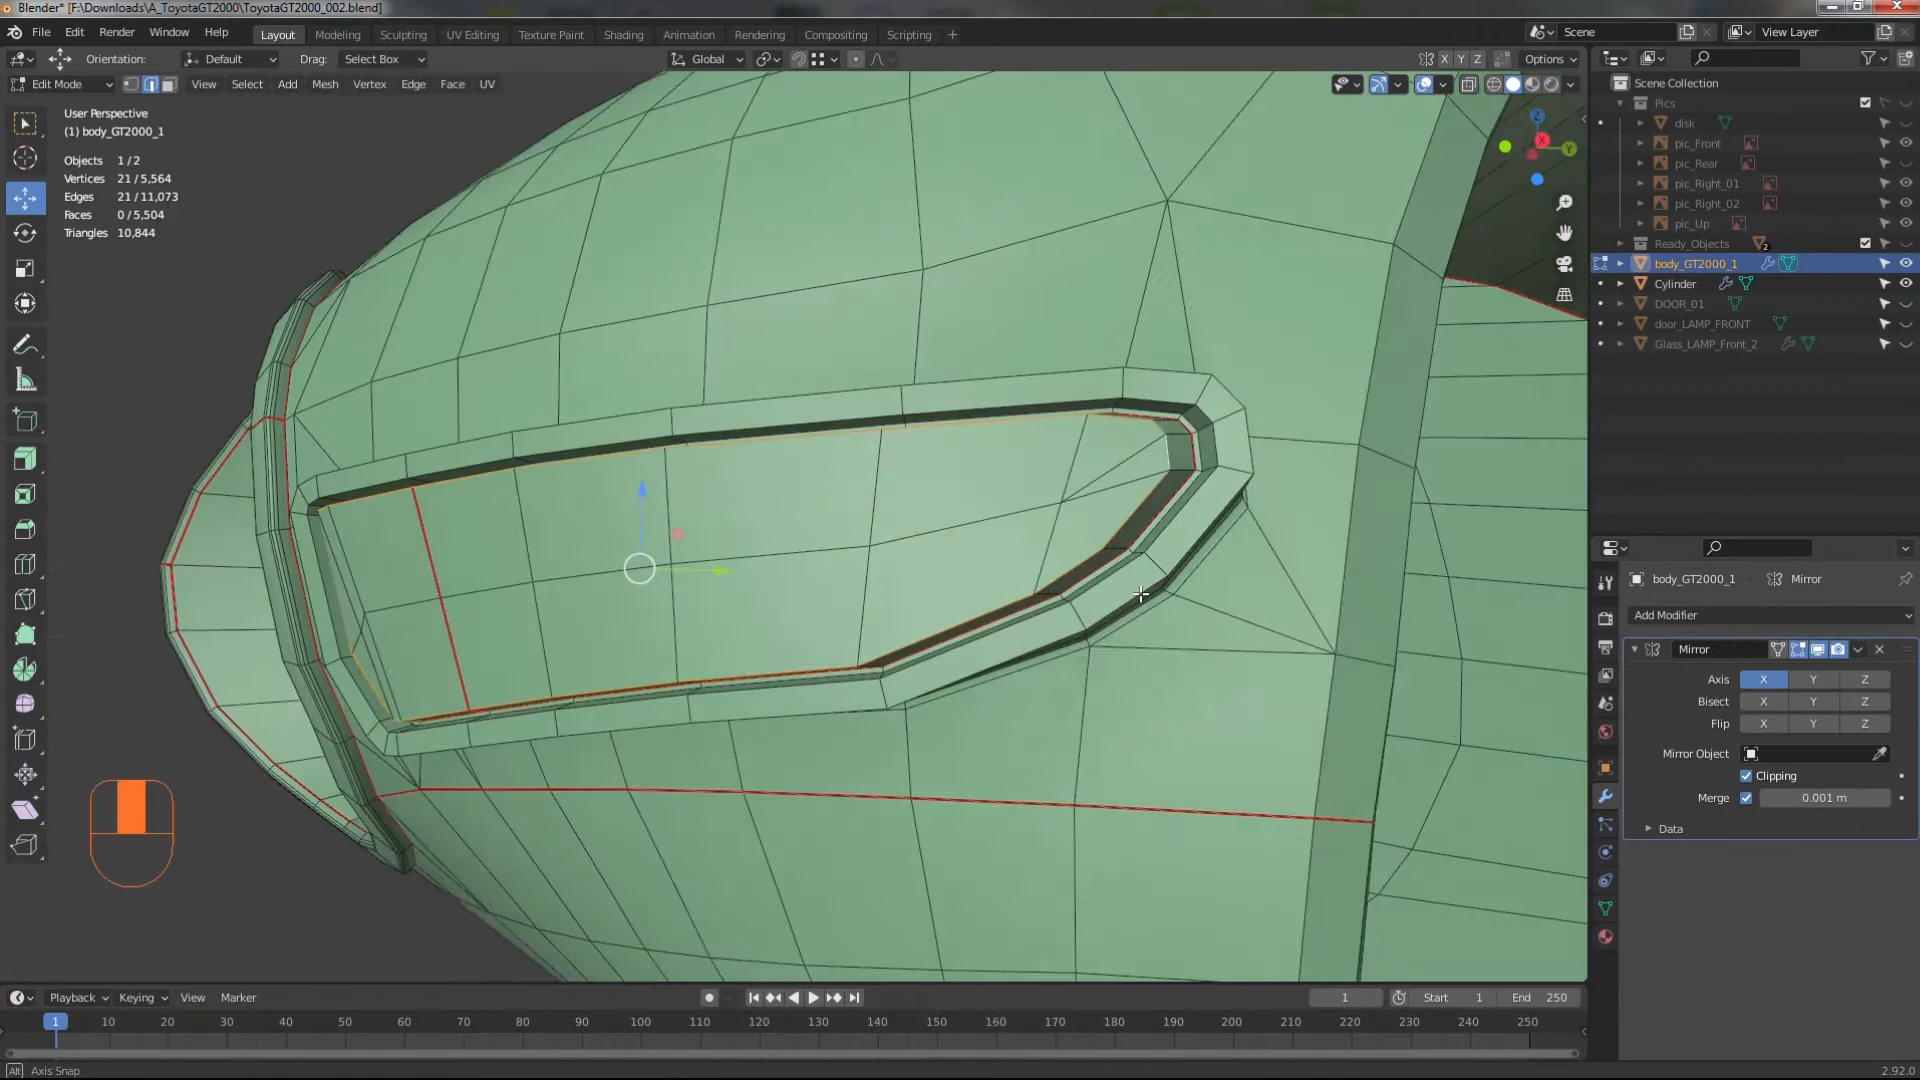 Blender* [F:\Downloads\A_ToyotaGT2000\ToyotaGT2000_002.blend]
File Edit Render Window Help Layout Modeling Sculpting UV Editing Texture Paint Shading Animation Rendering Compositing Scripting + Scene View Layer
Orientation: Default Drag: Select Box Global X Y Z Options
Edit Mode View Select Add Mesh Vertex Edge Face UV
User Perspective
(1) body_GT2000_1
Objects 1 / 2
Vertices 21 / 5,564
Edges 21 / 11,073
Faces 0 / 5,504
Triangles 10,844
Z
X
Y
Scene Collection
Pics
disk
pic_Front
pic_Rear
pic_Right_01
pic_Right_02
pic_Up
Ready_Objects 2
body_GT2000_1
Cylinder
DOOR_01
door_LAMP_FRONT
Glass_LAMP_Front_2
body_GT2000_1 Mirror
Add Modifier
Mirror
Axis X Y Z
Bisect X Y Z
Flip X Y Z
Mirror Object
Clipping
Merge 0.001 m
Data
Playback Keying View Marker 1 Start 1 End 250
1 10 20 30 40 50 60 70 80 90 100 110 120 130 140 150 160 170 180 190 200 210 220 230 240 250
Alt Axis Snap 2.92.0